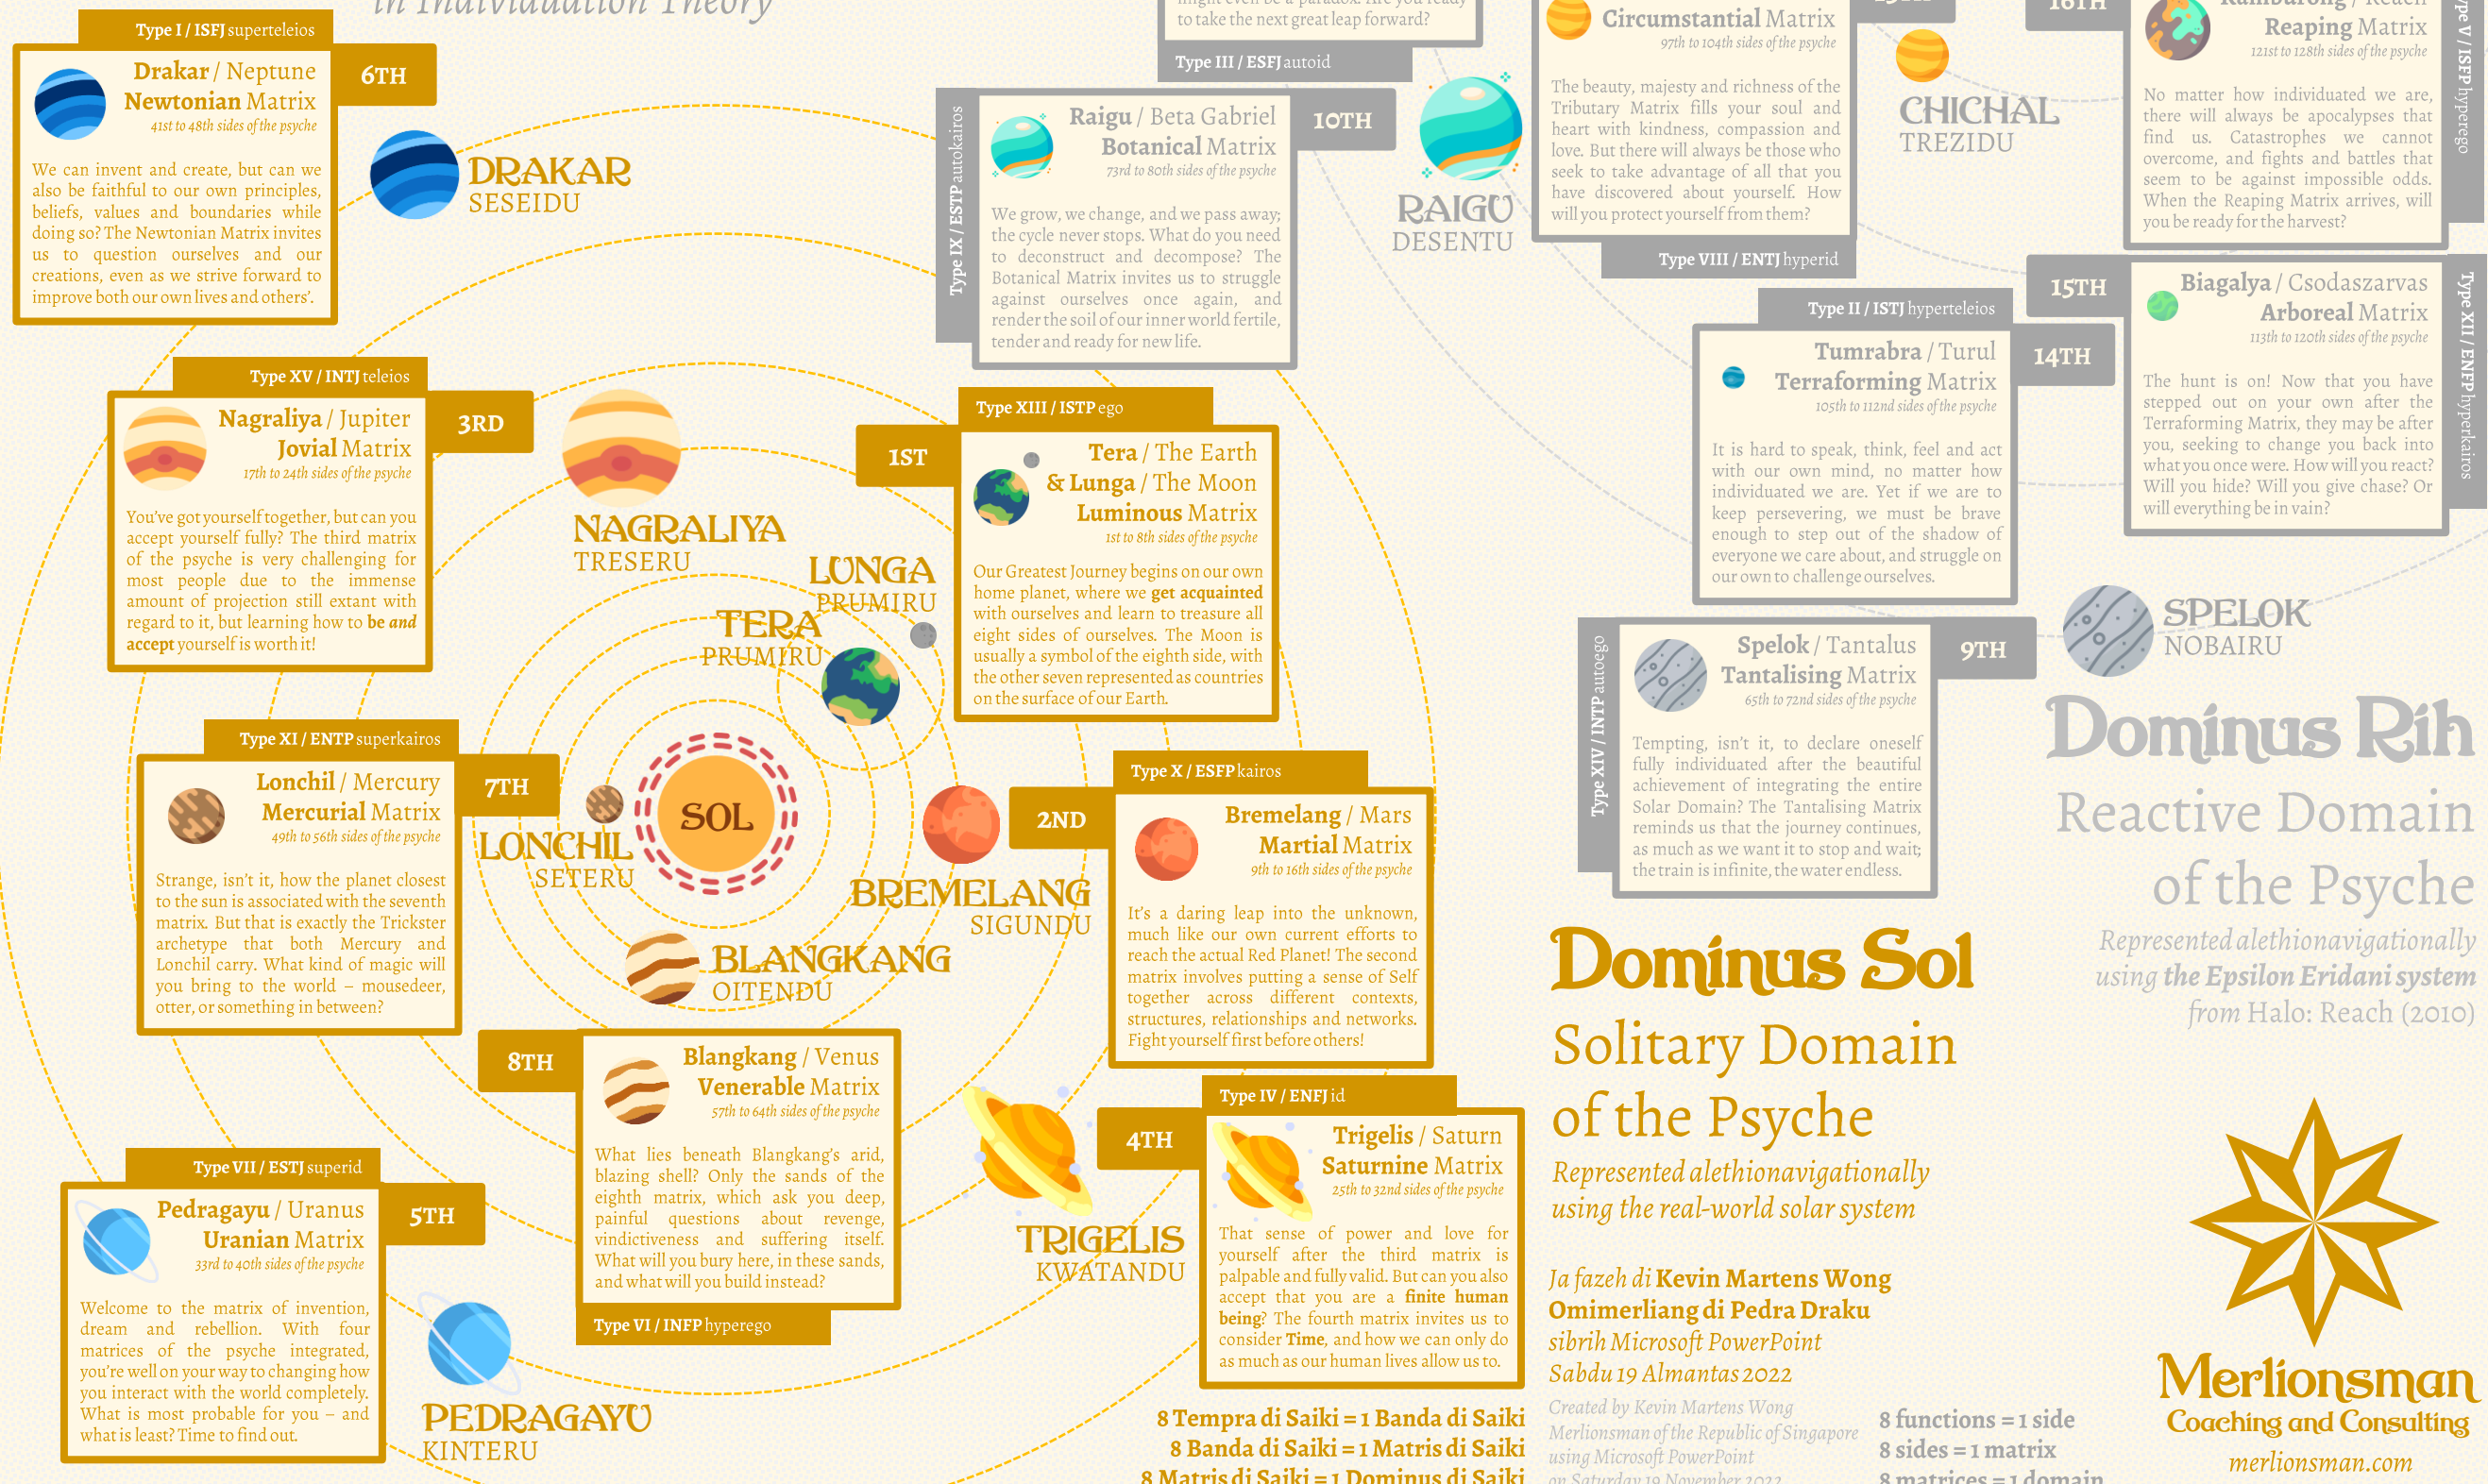 in Individuation Theory
Type I / ISFJ superteleios
Drakar / Neptune
Newtonian Matrix
41st to 48th sides of the psyche
6TH
We can invent and create, but can we
also be faithful to our own principles,
beliefs, values and boundaries while
doing so? The Newtonian Matrix invites
us to question ourselves and our
creations, even as we strive forward to
improve both our own lives and others'.
DRAKAR
SESEIDU
to take the next great leap forward?
Type III / ESFJ autoid
Type IX / ESTP autokairos
Raigu / Beta Gabriel
Botanical Matrix
73rd to 80th sides of the psyche
10TH
We grow, we change, and we pass away;
the cycle never stops. What do you need
to deconstruct and decompose? The
Botanical Matrix invites us to struggle
against ourselves once again, and
render the soil of our inner world fertile,
tender and ready for new life.
RAIGU
DESENTU
Circumstantial Matrix
97th to 104th sides of the psyche
The beauty, majesty and richness of the
Tributary Matrix fills your soul and
heart with kindness, compassion and
love. But there will always be those who
seek to take advantage of all that you
have discovered about yourself. How
will you protect yourself from them?
Type VIII / ENTJ hyperid
CHICHAL
TREZIDU
16TH
Reaping Matrix
121st to 128th sides of the psyche
Type V / ISFP hyperego
No matter how individuated we are,
there will always be apocalypses that
find us. Catastrophes we cannot
overcome, and fights and battles that
seem to be against impossible odds.
When the Reaping Matrix arrives, will
you be ready for the harvest?
15TH
Biagalya / Csodaszarvas
Arboreal Matrix
113th to 120th sides of the psyche
Type XII / ENFP hyperkairos
The hunt is on! Now that you have
stepped out on your own after the
Terraforming Matrix, they may be after
you, seeking to change you back into
what you once were. How will you react?
Will you hide? Will you give chase? Or
will everything be in vain?
Type II / ISTJ hyperteleios
Tumrabra / Turul
Terraforming Matrix
105th to 112nd sides of the psyche
14TH
It is hard to speak, think, feel and act
with our own mind, no matter how
individuated we are. Yet if we are to
keep persevering, we must be brave
enough to step out of the shadow of
everyone we care about, and struggle on
our own to challenge ourselves.
Type XV / INTJ teleios
Nagraliya / Jupiter
Jovial Matrix
17th to 24th sides of the psyche
3RD
You've got yourself together, but can you
accept yourself fully? The third matrix
of the psyche is very challenging for
most people due to the immense
amount of projection still extant with
regard to it, but learning how to be and
accept yourself is worth it!
NAGRALIYA
TRESERU
LUNGA
PRUMIRU
TERA
PRUMIRU
Type XIII / ISTP ego
1ST
Tera / The Earth
& Lunga / The Moon
Luminous Matrix
1st to 8th sides of the psyche
Our Greatest Journey begins on our own
home planet, where we get acquainted
with ourselves and learn to treasure all
eight sides of ourselves. The Moon is
usually a symbol of the eighth side, with
the other seven represented as countries
on the surface of our Earth.
Type XIV / INTP autoego
Spelok / Tantalus
Tantalising Matrix
65th to 72nd sides of the psyche
9TH
Tempting, isn't it, to declare oneself
fully individuated after the beautiful
achievement of integrating the entire
Solar Domain? The Tantalising Matrix
reminds us that the journey continues,
as much as we want it to stop and wait;
the train is infinite, the water endless.
SPELOK
NOBAIRU
Dominus Rih
Reactive Domain
of the Psyche
Represented alethionavigationally
using the Epsilon Eridani system
from Halo: Reach (2010)
Type XI / ENTP superkairos
Lonchil / Mercury
Mercurial Matrix
49th to 56th sides of the psyche
7TH
Strange, isn't it, how the planet closest
to the sun is associated with the seventh
matrix. But that is exactly the Trickster
archetype that both Mercury and
Lonchil carry. What kind of magic will
you bring to the world – mousedeer,
otter, or something in between?
LONCHIL
SETERU
SOL
BREMELANG
SIGUNDU
BLANGKANG
OITENDU
Type X / ESFP kairos
2ND
Bremelang / Mars
Martial Matrix
9th to 16th sides of the psyche
It's a daring leap into the unknown,
much like our own current efforts to
reach the actual Red Planet! The second
matrix involves putting a sense of Self
together across different contexts,
structures, relationships and networks.
Fight yourself first before others!
8TH
Blangkang / Venus
Venerable Matrix
57th to 64th sides of the psyche
What lies beneath Blangkang's arid,
blazing shell? Only the sands of the
eighth matrix, which ask you deep,
painful questions about revenge,
vindictiveness and suffering itself.
What will you bury here, in these sands,
and what will you build instead?
Type VI / INFP hyperego
Type IV / ENFJ id
4TH
Trigelis / Saturn
Saturnine Matrix
25th to 32nd sides of the psyche
That sense of power and love for
yourself after the third matrix is
palpable and fully valid. But can you also
accept that you are a finite human
being? The fourth matrix invites us to
consider Time, and how we can only do
as much as our human lives allow us to.
TRIGELIS
KWATANDU
Type VII / ESTJ superid
Pedragayu / Uranus
Uranian Matrix
33rd to 40th sides of the psyche
5TH
Welcome to the matrix of invention,
dream and rebellion. With four
matrices of the psyche integrated,
you're well on your way to changing how
you interact with the world completely.
What is most probable for you – and
what is least? Time to find out.
PEDRAGAYU
KINTERU
Dominus Sol
Solitary Domain
of the Psyche
Represented alethionavigationally
using the real-world solar system
Ja fazeh di Kevin Martens Wong
Omimerliang di Pedra Draku
sibrih Microsoft PowerPoint
Sabdu 19 Almantas 2022
Created by Kevin Martens Wong
Merlionsman of the Republic of Singapore
using Microsoft PowerPoint
on Saturday 19 November 2022
8 Tempra di Saiki = 1 Banda di Saiki
8 Banda di Saiki = 1 Matris di Saiki
8 Matris di Saiki = 1 Dominus di Saiki
8 functions = 1 side
8 sides = 1 matrix
8 matrices = 1 domain
Merlionsman
Coaching and Consulting
merlionsman.com